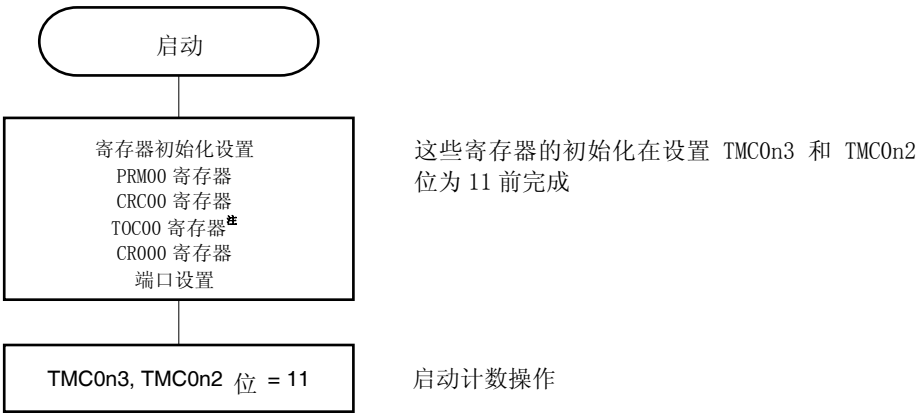 启动
寄存器初始化设置
PRM00 寄存器
CRC00 寄存器
TOC00 寄存器注
CR000 寄存器
端口设置
这些寄存器的初始化在设置 TMC0n3 和 TMC0n2
位为 11 前完成
TMC0n3, TMC0n2 位 = 11
启动计数操作